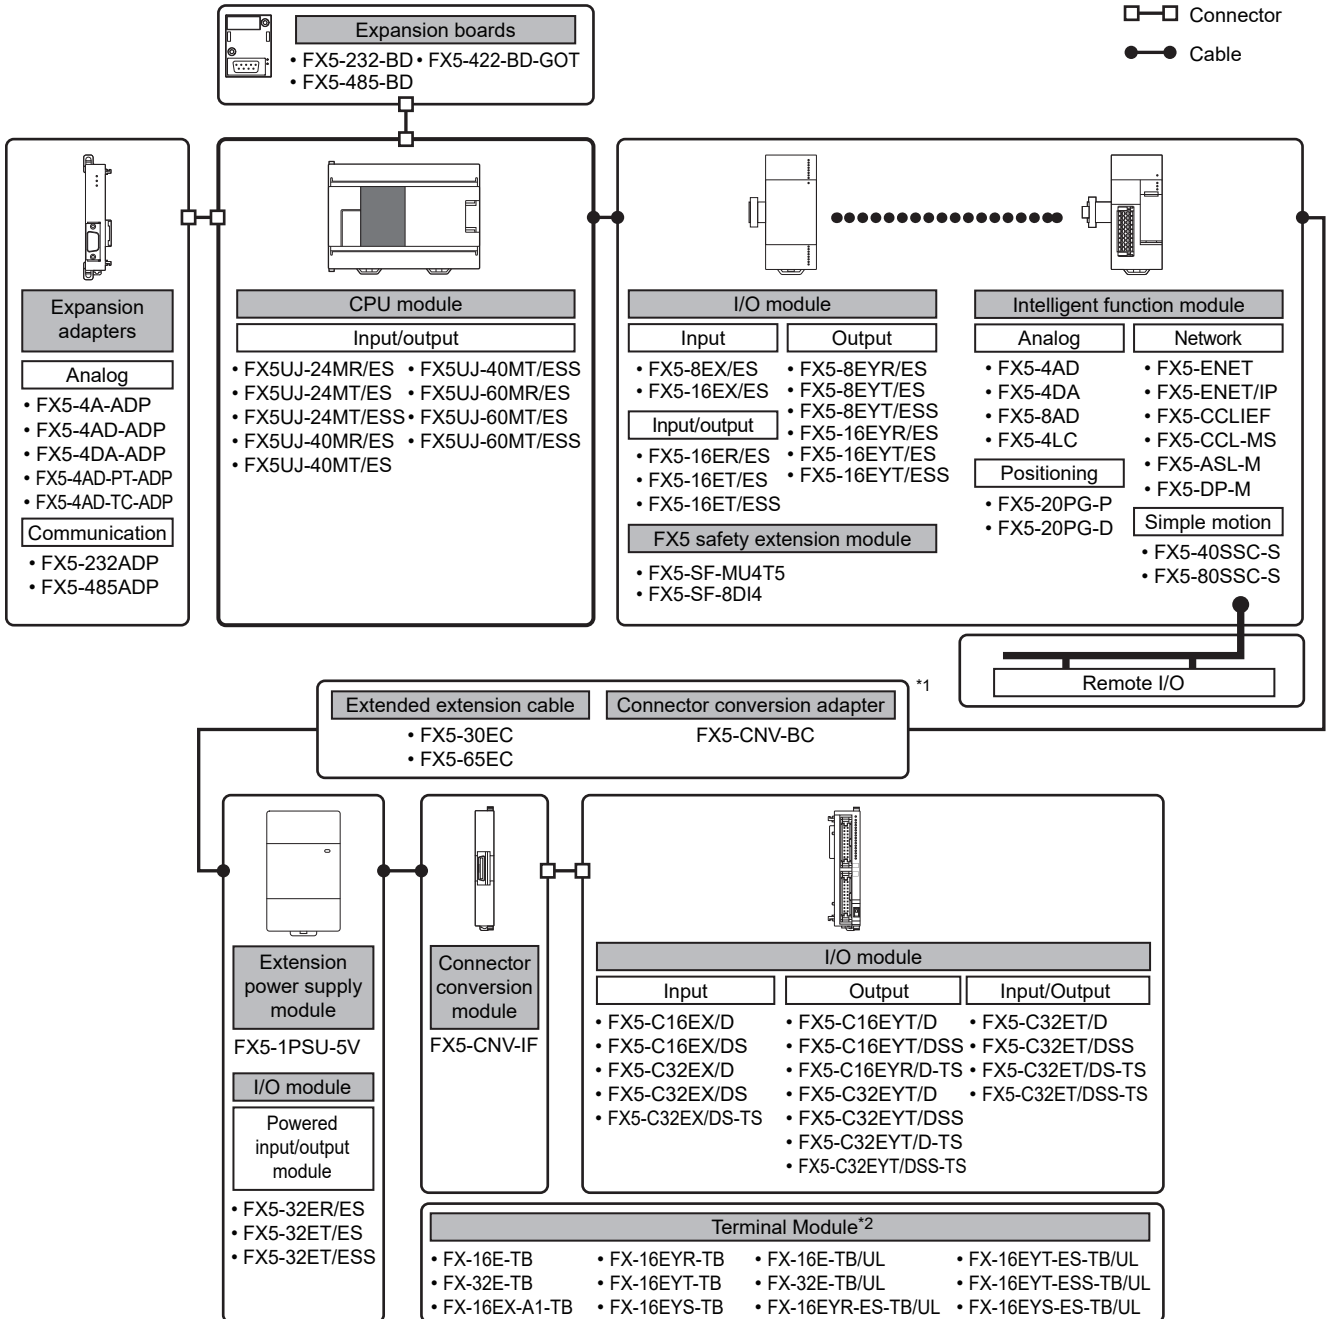 Connector
Cable
Expansion boards
• FX5-232-BD • FX5-422-BD-GOT
• FX5-485-BD
Expansion
adapters
Analog
• FX5-4A-ADP
• FX5-4AD-ADP
• FX5-4DA-ADP
• FX5-4AD-PT-ADP
• FX5-4AD-TC-ADP
Communication
• FX5-232ADP
• FX5-485ADP
CPU module
Input/output
• FX5UJ-24MR/ES • FX5UJ-40MT/ESS
• FX5UJ-24MT/ES • FX5UJ-60MR/ES
• FX5UJ-24MT/ESS • FX5UJ-60MT/ES
• FX5UJ-40MR/ES • FX5UJ-60MT/ESS
• FX5UJ-40MT/ES
I/O module
Input
• FX5-8EX/ES
• FX5-16EX/ES
Input/output
• FX5-16ER/ES
• FX5-16ET/ES
• FX5-16ET/ESS
Output
• FX5-8EYR/ES
• FX5-8EYT/ES
• FX5-8EYT/ESS
• FX5-16EYR/ES
• FX5-16EYT/ES
• FX5-16EYT/ESS
FX5 safety extension module
• FX5-SF-MU4T5
• FX5-SF-8DI4
Intelligent function module
Analog
• FX5-4AD
• FX5-4DA
• FX5-8AD
• FX5-4LC
Positioning
• FX5-20PG-P
• FX5-20PG-D
Network
• FX5-ENET
• FX5-ENET/IP
• FX5-CCLIEF
• FX5-CCL-MS
• FX5-ASL-M
• FX5-DP-M
Simple motion
• FX5-40SSC-S
• FX5-80SSC-S
Remote I/O
*1
Extended extension cable
• FX5-30EC
• FX5-65EC
Connector conversion adapter
FX5-CNV-BC
Extension
power supply
module
FX5-1PSU-5V
I/O module
Powered
input/output
module
• FX5-32ER/ES
• FX5-32ET/ES
• FX5-32ET/ESS
Connector
conversion
module
FX5-CNV-IF
I/O module
Input
• FX5-C16EX/D
• FX5-C16EX/DS
• FX5-C32EX/D
• FX5-C32EX/DS
• FX5-C32EX/DS-TS
Output
• FX5-C16EYT/D
• FX5-C16EYT/DSS
• FX5-C16EYR/D-TS
• FX5-C32EYT/D
• FX5-C32EYT/DSS
• FX5-C32EYT/D-TS
• FX5-C32EYT/DSS-TS
Input/Output
• FX5-C32ET/D
• FX5-C32ET/DSS
• FX5-C32ET/DS-TS
• FX5-C32ET/DSS-TS
Terminal Module*2
• FX-16E-TB • FX-16EYR-TB • FX-16E-TB/UL • FX-16EYT-ES-TB/UL
• FX-32E-TB • FX-16EYT-TB • FX-32E-TB/UL • FX-16EYT-ESS-TB/UL
• FX-16EX-A1-TB • FX-16EYS-TB • FX-16EYR-ES-TB/UL • FX-16EYS-ES-TB/UL